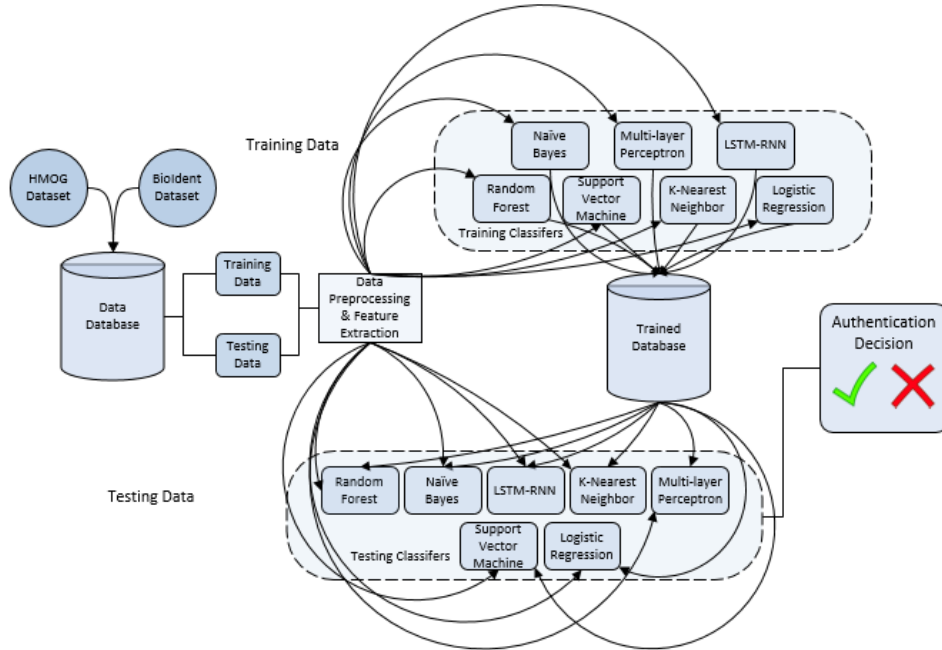 Training Data
Naïve
Bayes
Multi-layer
Perceptron
LSTM-RNN
Random
Forest
Support
Vector
Machine
K-Nearest
Neighbor
Logistic
Regression
Training Classifers
HMOG
Dataset
BioIdent
Dataset
Data
Database
Training
Data
Testing
Data
Data
Preprocessing
& Feature
Extraction
Trained
Database
Authentication
Decision
Testing Data
Random
Forest
Naïve
Bayes
LSTM-RNN
K-Nearest
Neighbor
Multi-layer
Perceptron
Support
Vector
Machine
Logistic
Regression
Testing Classifers